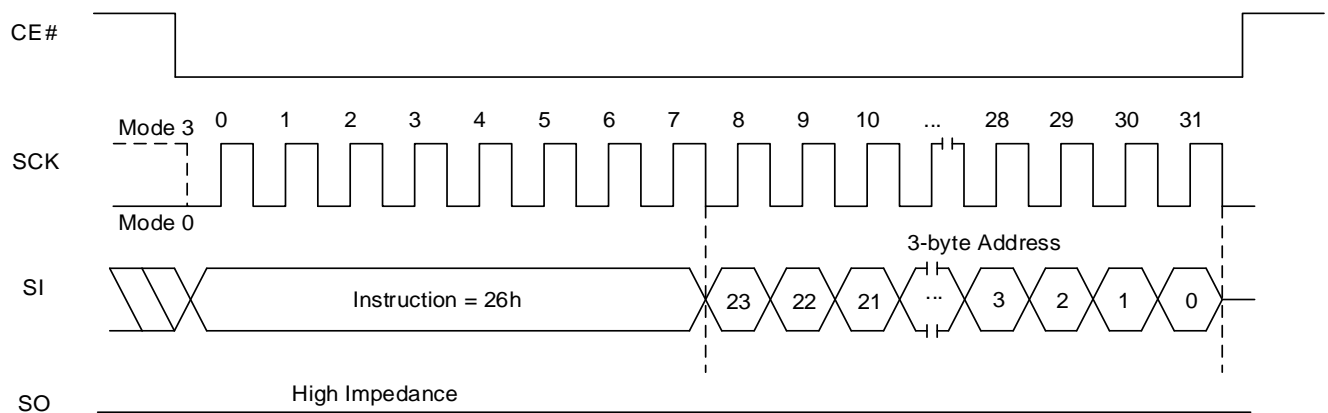 CE#
Mode 3 0 1 2 3 4 5 6 7 8 9 10 ... 28 29 30 31
SCK
Mode 0
3-byte Address
SI
Instruction = 26h 23 22 21 ... 3 2 1 0
High Impedance
SO